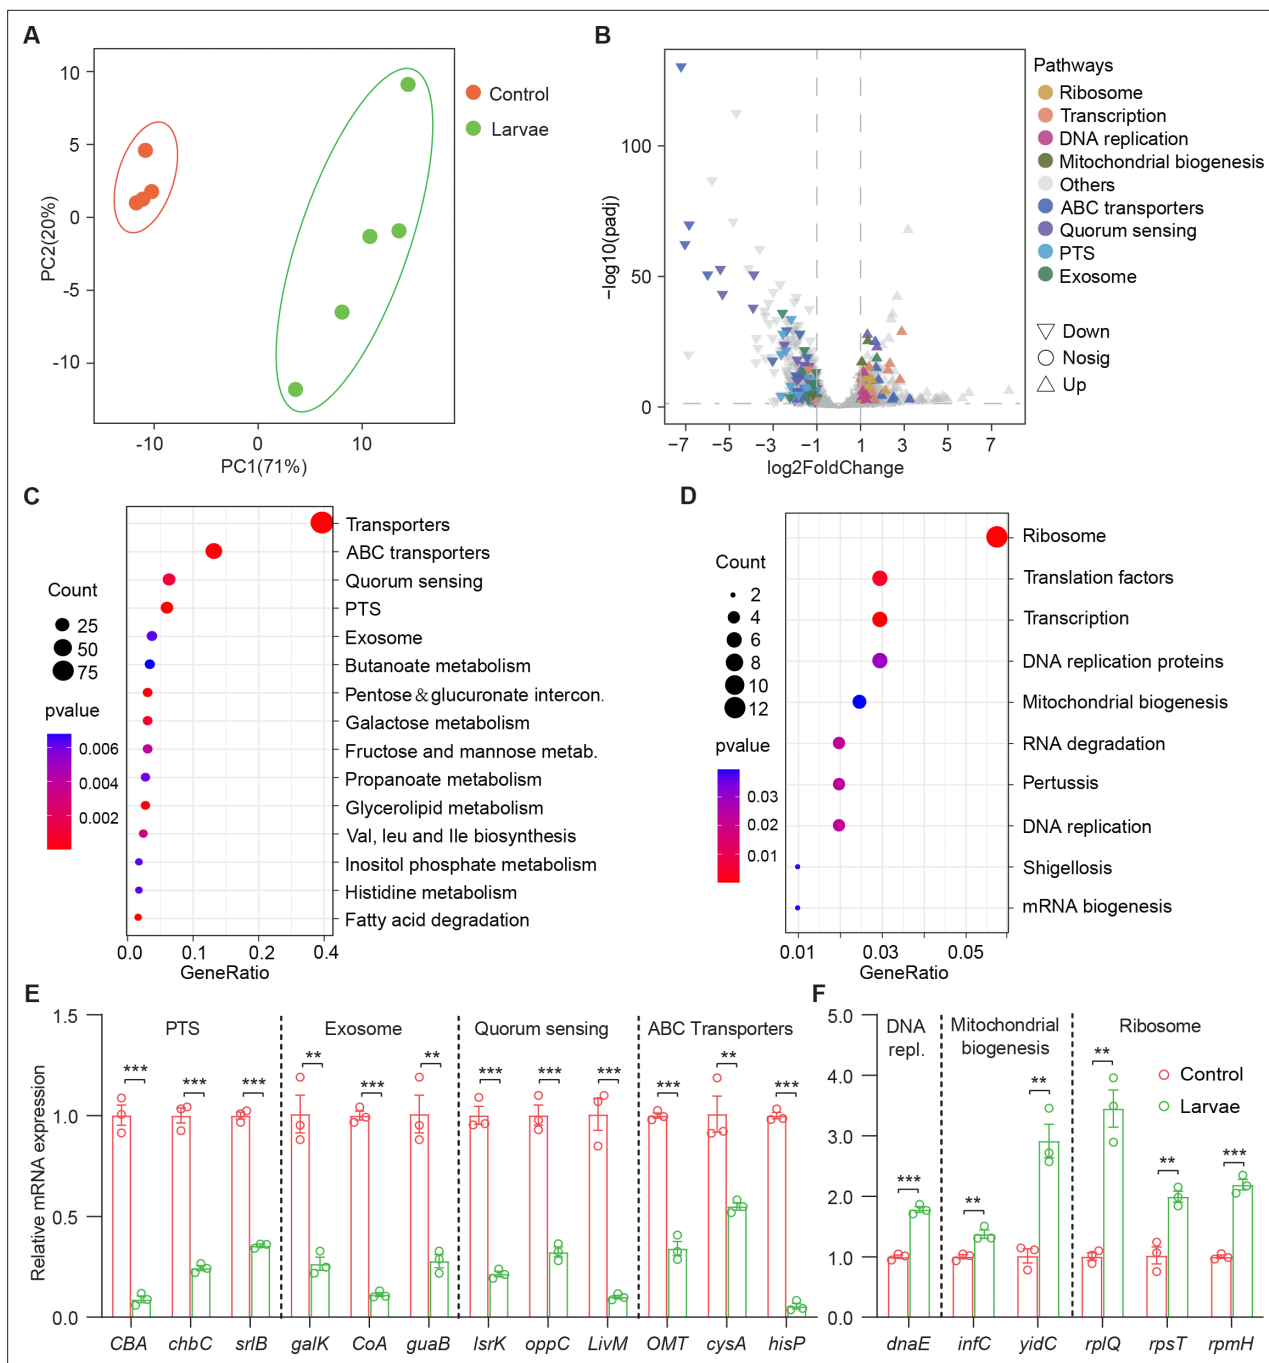 A
10
5
0
-5
-10
PC2(20%)
-10
0
10
PC1(71%)
Control
Larvae
B
100
50
0
−log10(padj)
−7
−5
−3
−1
1
3
5
7
log2FoldChange
Pathways
Ribosome
Transcription
DNA replication
Mitochondrial biogenesis
Others
ABC transporters
Quorum sensing
PTS
Exosome
Down
Nosig
Up
C
Count
25
50
75
pvalue
0.006
0.004
0.002
Transporters
ABC transporters
Quorum sensing
PTS
Exosome
Butanoate metabolism
Pentose & glucuronate intercon.
Galactose metabolism
Fructose and mannose metab.
Propanoate metabolism
Glycerolipid metabolism
Val, leu and Ile biosynthesis
Inositol phosphate metabolism
Histidine metabolism
Fatty acid degradation
0.0
0.1
0.2
0.4
GeneRatio
D
Count
2
4
6
8
10
12
pvalue
0.03
0.02
0.01
Ribosome
Translation factors
Transcription
DNA replication proteins
Mitochondrial biogenesis
RNA degradation
Pertussis
DNA replication
Shigellosis
mRNA biogenesis
0.01
0.03
0.05
GeneRatio
E
1.5
1.0
0.5
0.0
Relative mRNA expression
PTS
Exosome
Quorum sensing
ABC Transporters
***
***
***
**
***
**
***
***
***
***
**
***
CBA
chbC
srlB
galK
CoA
guaB
lsrK
oppC
LivM
OMT
cysA
hisP
F
5.0
4.0
3.0
2.0
1.0
0.0
DNA
repl.
Mitochondrial
biogenesis
Ribosome
Control
Larvae
***
**
**
**
**
***
dnaE
infC
yidC
rplQ
rpsT
rpmH